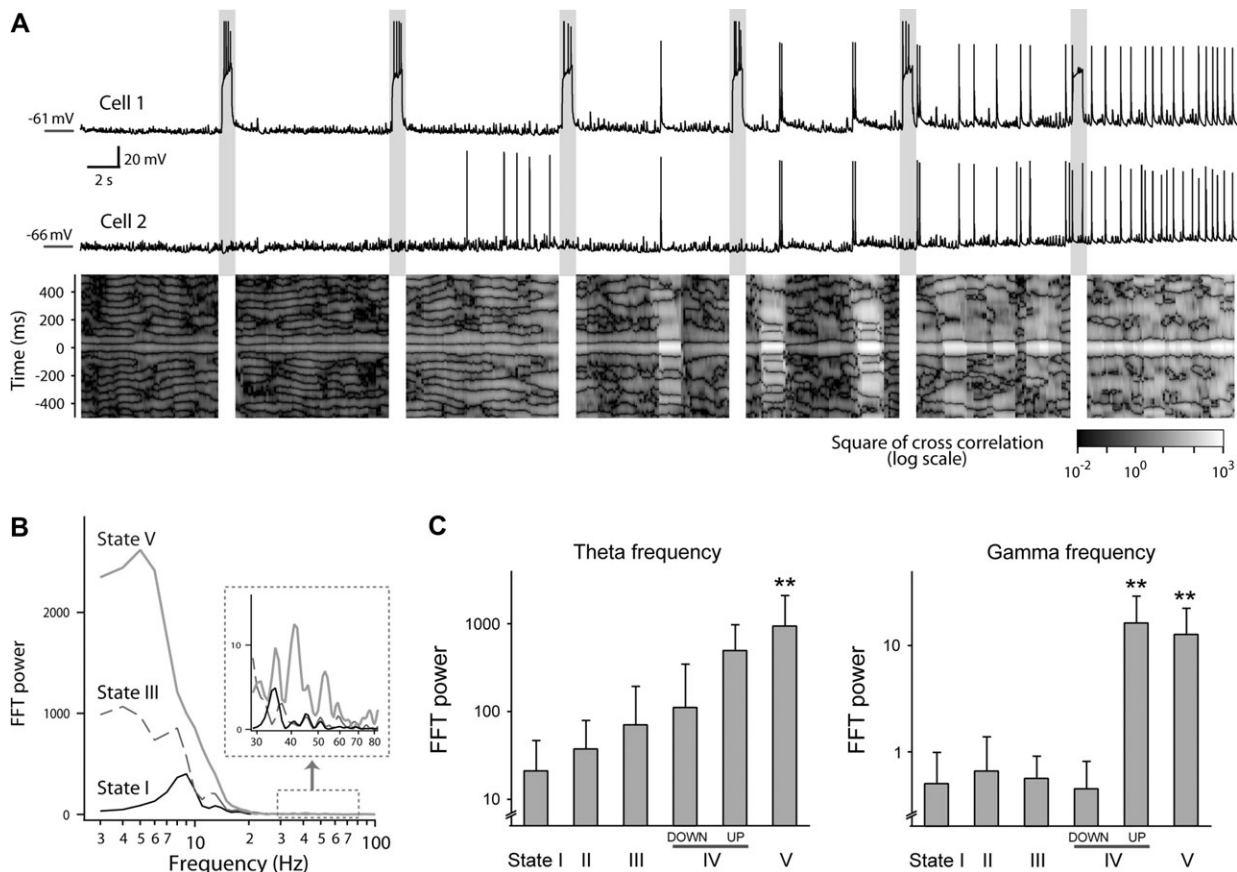 A
Cell 1
-61 mV
20 mV
2 s
Cell 2
-66 mV
Time (ms)
400
200
0
-200
-400
Square of cross correlation
(log scale)
10-2 100 103
B
State V
State III
State I
FFT power
2000
1000
0
10
0
30 40 50 60 70 80
3 4 5 6 7 10 2 3 4 5 6 7 100
Frequency (Hz)
C
Theta frequency
FFT power
1000
100
10
**
DOWN UP
State I II III IV V
Gamma frequency
FFT power
10
1
** **
DOWN UP
State I II III IV V